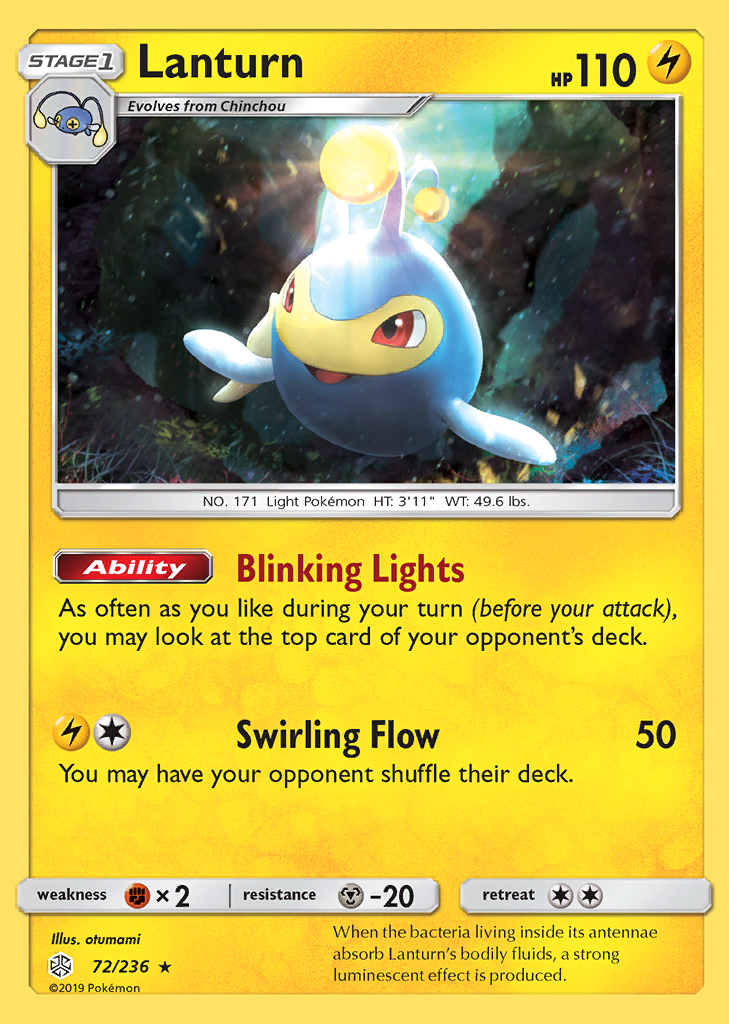 STAGE1
Lanturn
HP110
Evolves from Chinchou
NO. 171 Light Pokémon HT: 3'11" WT: 49.6 lbs.
Ability
Blinking Lights
As often as you like during your turn (before your attack),
you may look at the top card of your opponent's deck.
Swirling Flow 50
You may have your opponent shuffle their deck.
weakness × 2 resistance -20 retreat
When the bacteria living inside its antennae
absorb Lanturn's bodily fluids, a strong
luminescent effect is produced.
Illus. otumami
72/236 ★
©2019 Pokémon